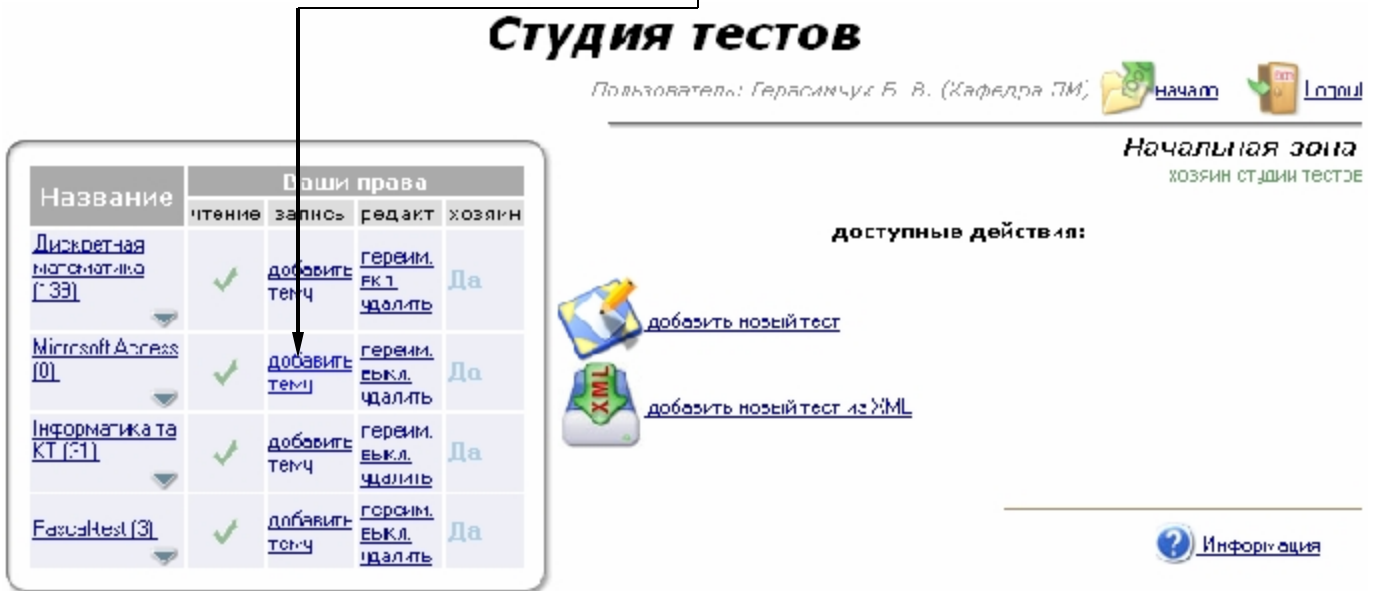 Студия тестов
Пользователь: Герасимчук Б. В. (Кафедра ПМ)
начало
Logout
Начальная зона
хозяин студии тестов
Название
Ваши права
чтение запись редакт хозяин
Дискретная
математика
(139)
добавить
тему
переим.
вкл.
удалить
Да
Microsoft Access
(0)
добавить
тему
переим.
выкл.
удалить
Да
Інформатика та
КТ (31)
добавить
тему
переим.
выкл.
удалить
Да
PascalTest (3)
добавить
тему
переим.
выкл.
удалить
Да
доступные действия:
добавить новый тест
XML
добавить новый тест из XML
Информация